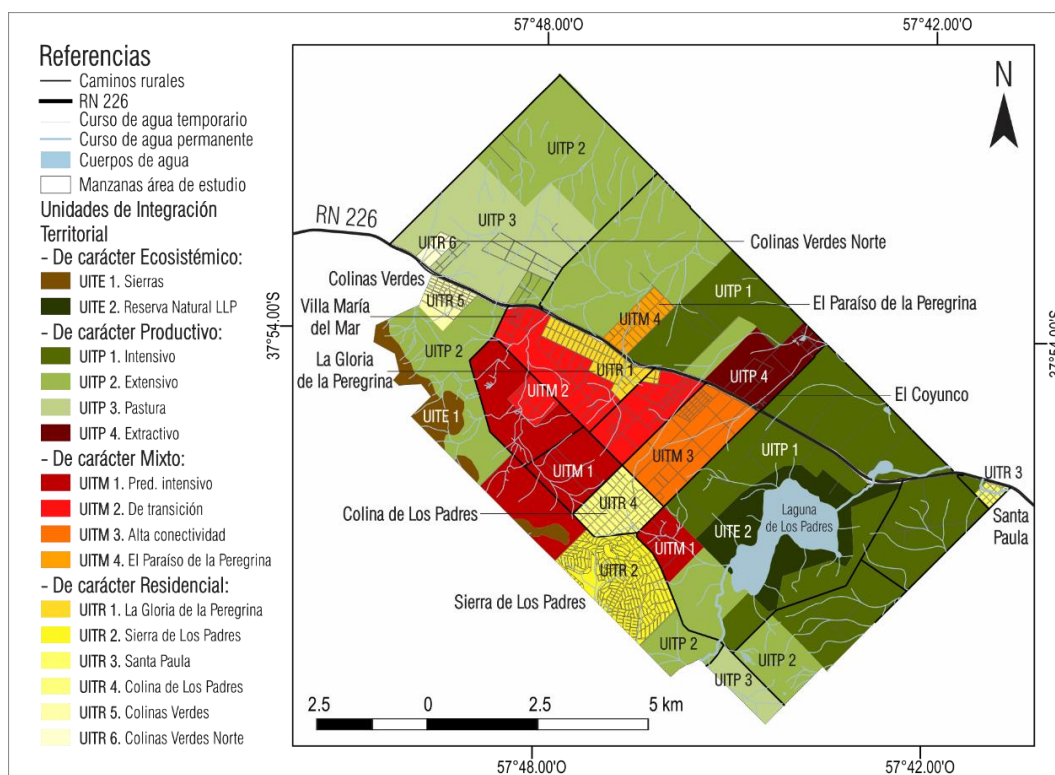 57°48.00'O
57°42.00'O
Referencias
Caminos rurales
RN 226
Curso de agua temporario
Curso de agua permanente
Cuerpos de agua
Manzanas área de estudio
Unidades de Integración
Territorial
- De carácter Ecosistémico:
UITE 1. Sierras
UITE 2. Reserva Natural LLP
- De carácter Productivo:
UITP 1. Intensivo
UITP 2. Extensivo
UITP 3. Pastura
UITP 4. Extractivo
- De carácter Mixto:
UITM 1. Pred. intensivo
UITM 2. De transición
UITM 3. Alta conectividad
UITM 4. El Paraíso de la Peregrina
- De carácter Residencial:
UITR 1. La Gloria de la Peregrina
UITR 2. Sierra de Los Padres
UITR 3. Santa Paula
UITR 4. Colina de Los Padres
UITR 5. Colinas Verdes
UITR 6. Colinas Verdes Norte
N
UITP 2
RN 226
UITP 3
UITR 6
Colinas Verdes Norte
Colinas Verdes
UITR 5
UITP 1
El Paraíso de la Peregrina
Villa María
del Mar
UITM 4
37°54.00'S
37°54.00'S
UITP 2
La Gloria
de la Peregrina
UITR 1
UITM 2
UITP 4
El Coyunco
UITE 1
UITM 3
UITP 1
UITM 1
UITR 3
Santa
Paula
Colina de Los Padres
UITR 4
Laguna
de Los Padres
UITE 2
UITM 1
UITR 2
Sierra de Los Padres
UITP 2
UITP 2
UITP 3
2.5
0
2.5
5 km
57°48.00'O
57°42.00'O